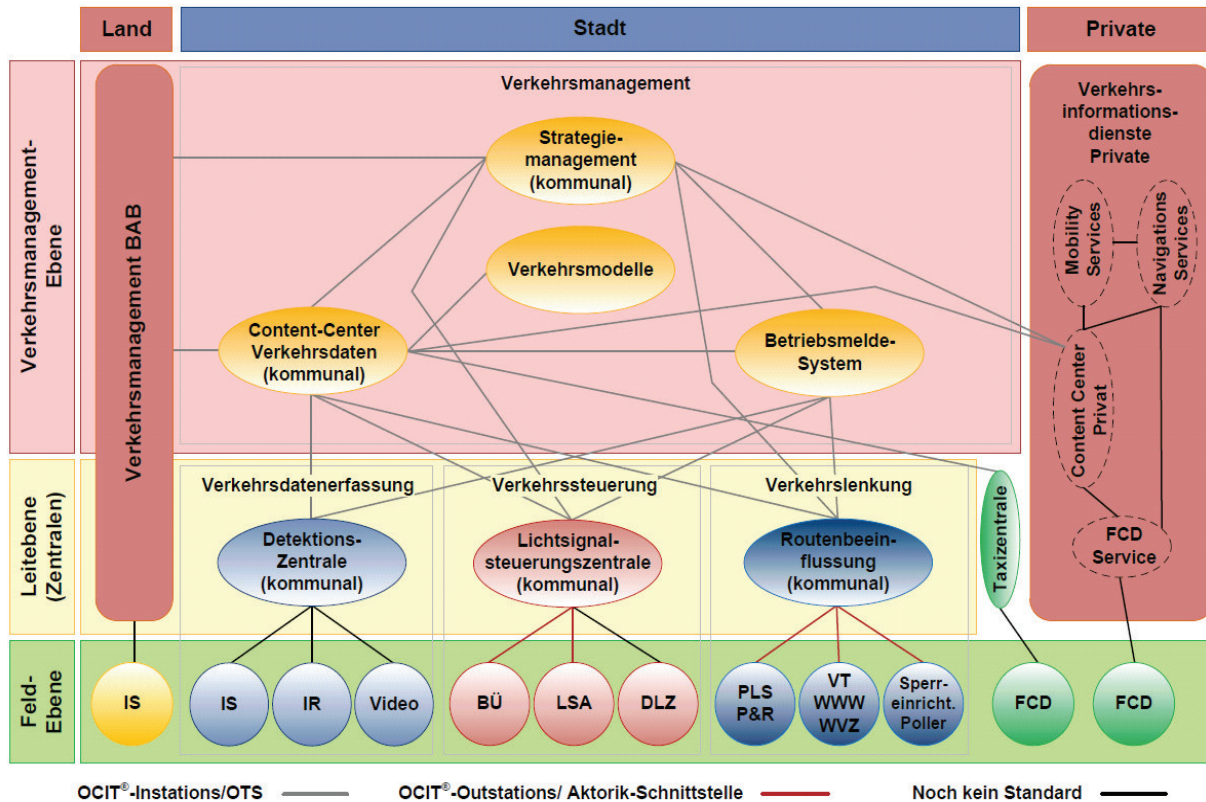 Land
Stadt
Private
Verkehrsmanagement-
Ebene
Verkehrsmanagement BAB
Verkehrsmanagement
Strategie-
management
(kommunal)
Verkehrsmodelle
Content-Center
Verkehrsdaten
(kommunal)
Betriebsmelde-
System
Verkehrs-
informations-
dienste
Private
Mobility
Services
Navigations
Services
Content Center
Privat
FCD
Service
Leitebene
(Zentralen)
Verkehrsdatenerfassung
Verkehrssteuerung
Verkehrslenkung
Detektions-
Zentrale
(kommunal)
Lichtsignal-
steuerungszentrale
(kommunal)
Routenbeein-
flussung
(kommunal)
Taxizentrale
Feld-
Ebene
IS
IS
IR
Video
BÜ
LSA
DLZ
PLS
P&R
VT
WWW
WVZ
Sperr-
einricht.
Poller
FCD
FCD
OCIT®-Instations/OTS
OCIT®-Outstations/ Aktorik-Schnittstelle
Noch kein Standard